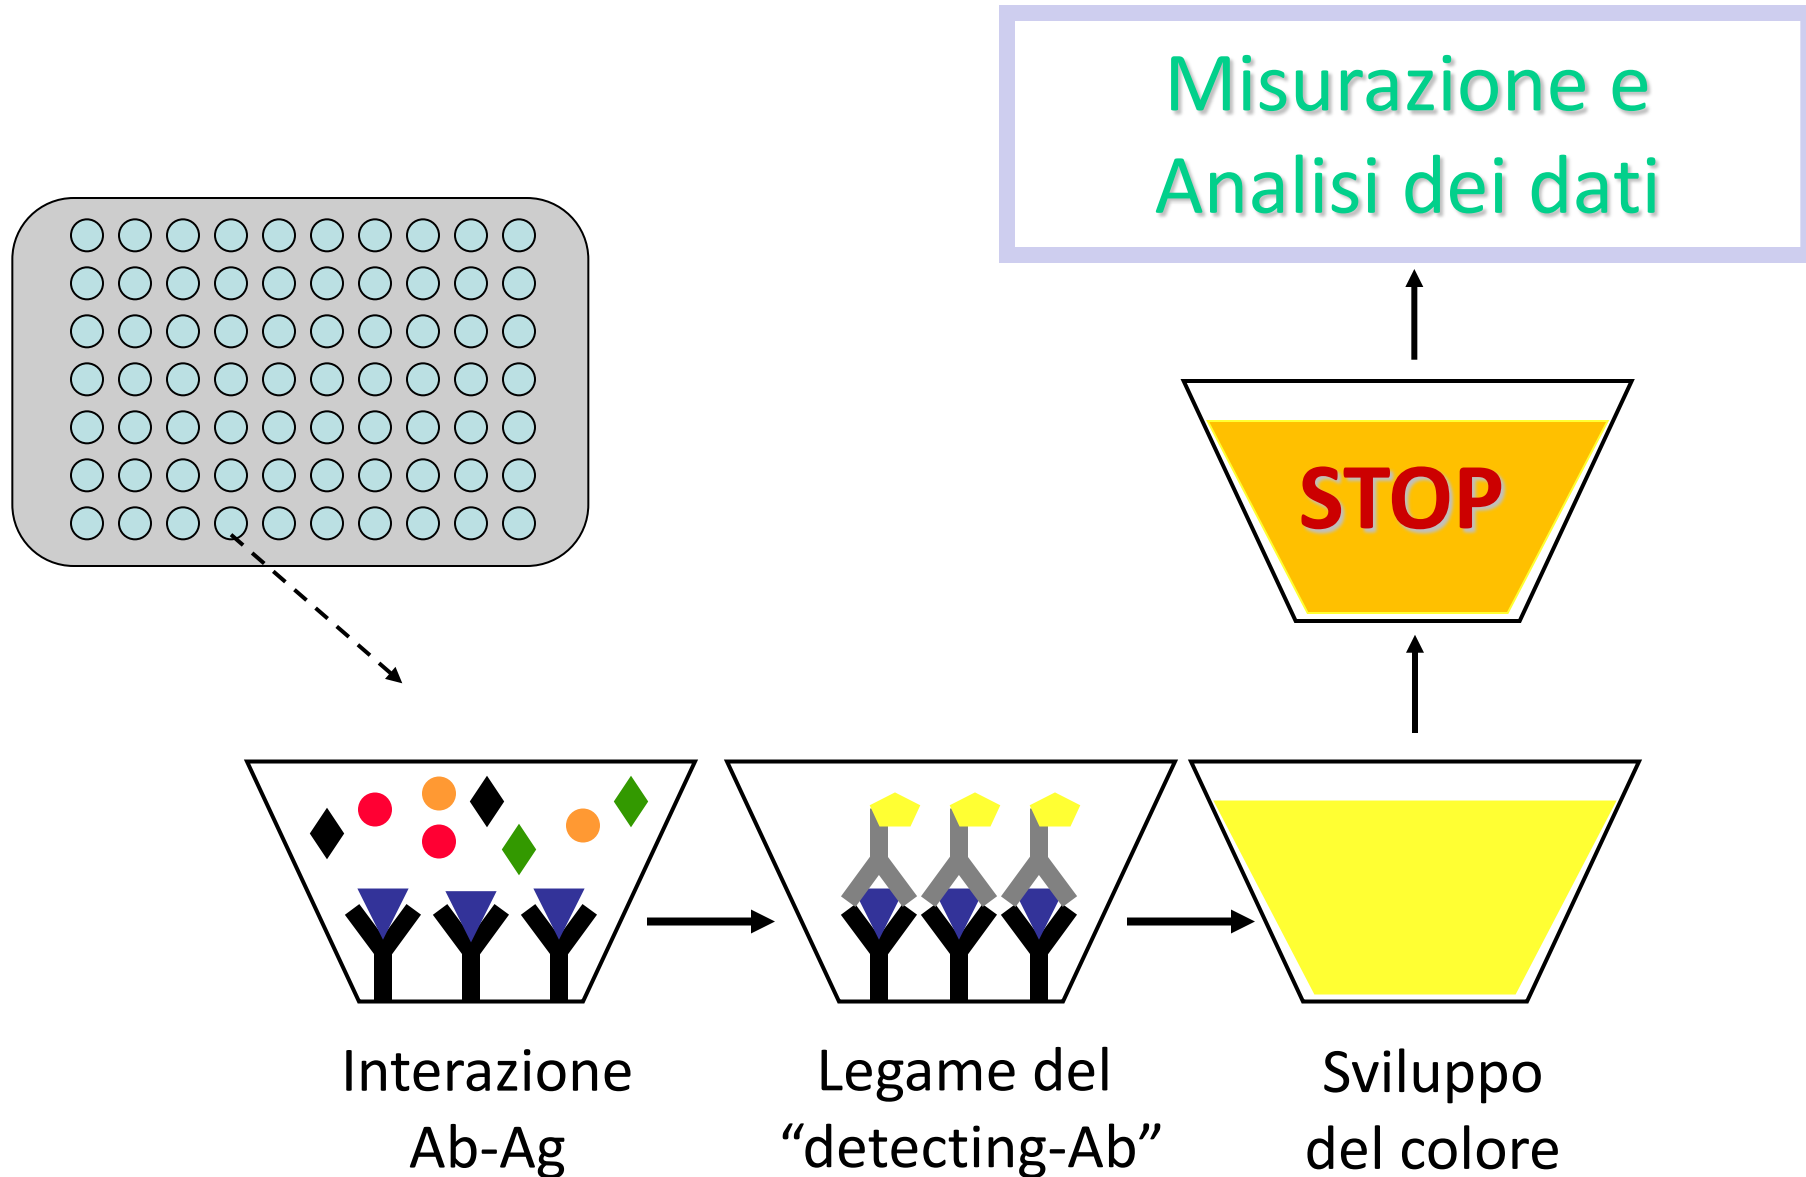 Misurazione e
Analisi dei dati
STOP
Interazione
Ab-Ag
Legame del
“detecting-Ab”
Sviluppo
del colore